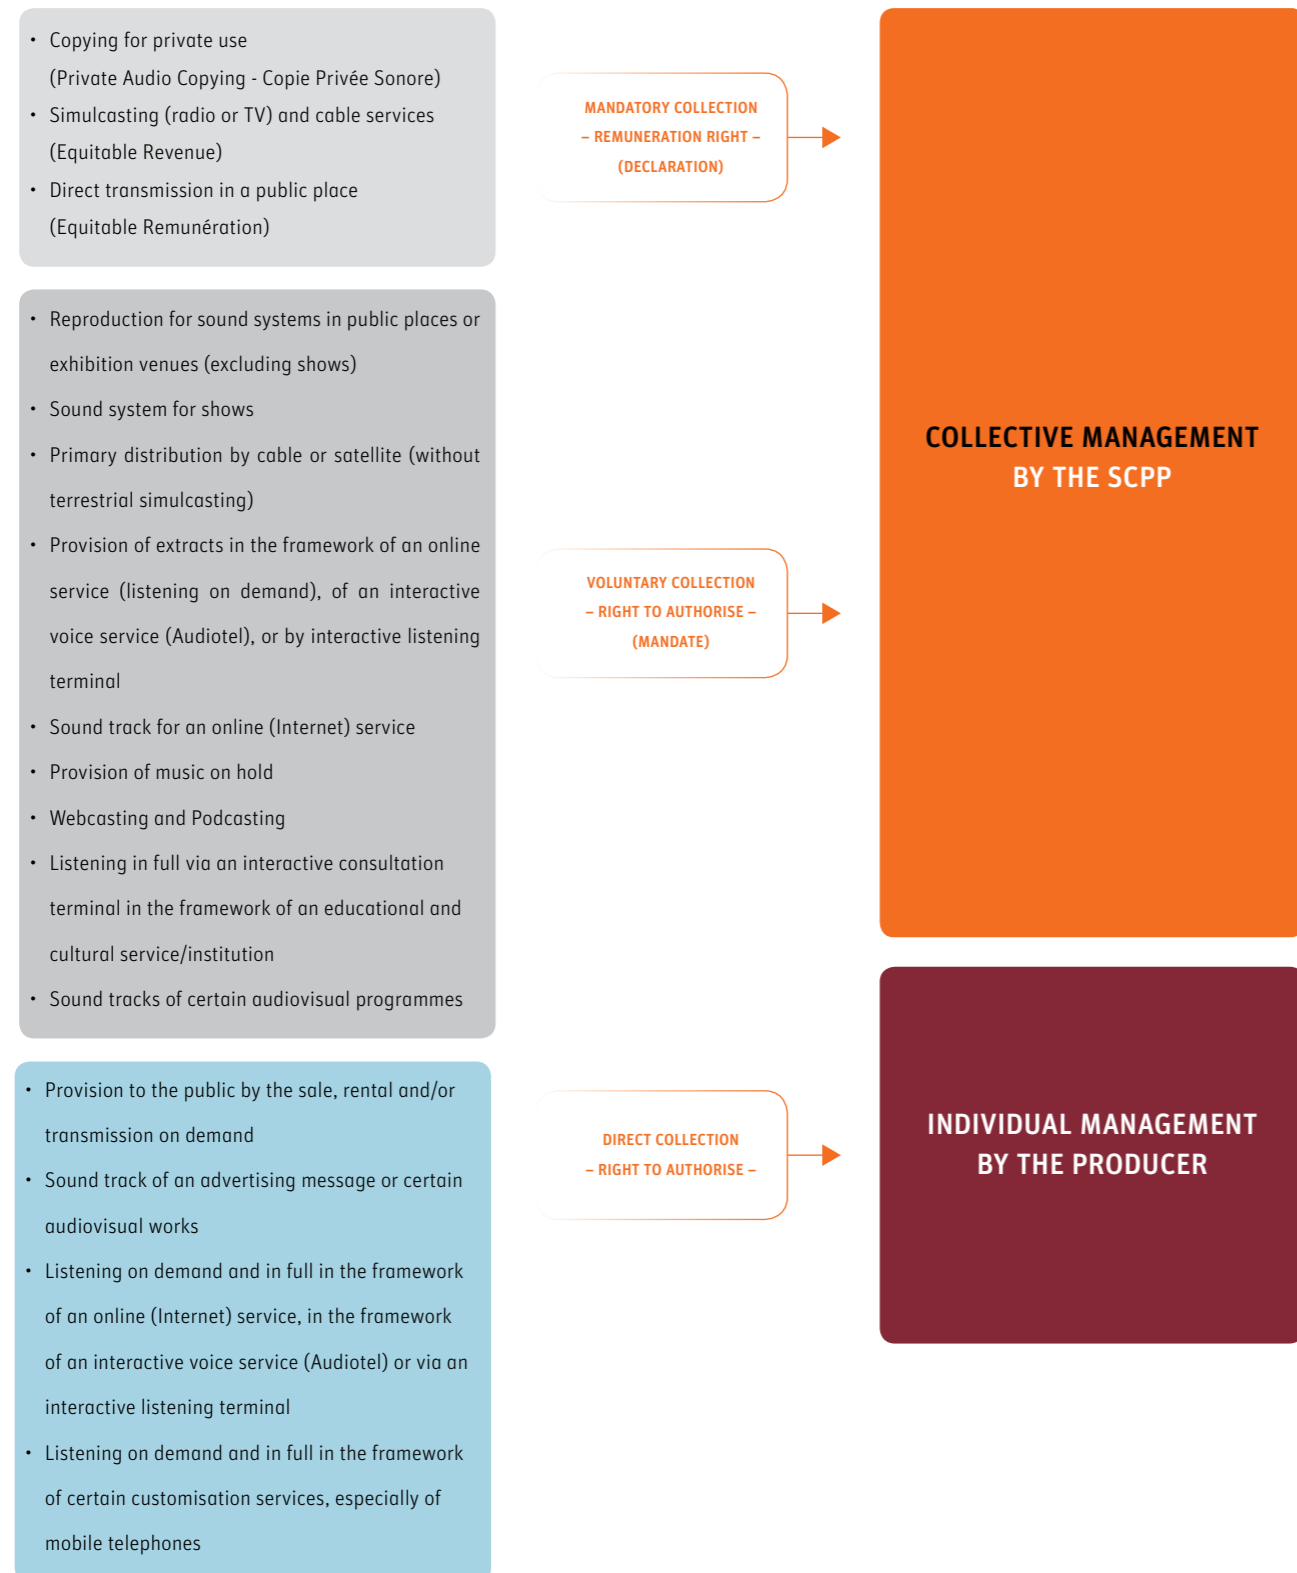 • Copying for private use
(Private Audio Copying - Copie Privée Sonore)
• Simulcasting (radio or TV) and cable services
(Equitable Revenue)
• Direct transmission in a public place
(Equitable Remunération)
MANDATORY COLLECTION
– REMUNERATION RIGHT –
(DECLARATION)
• Reproduction for sound systems in public places or
exhibition venues (excluding shows)
• Sound system for shows
• Primary distribution by cable or satellite (without
terrestrial simulcasting)
• Provision of extracts in the framework of an online
service (listening on demand), of an interactive
voice service (Audiotel), or by interactive listening
terminal
• Sound track for an online (Internet) service
• Provision of music on hold
• Webcasting and Podcasting
• Listening in full via an interactive consultation
terminal in the framework of an educational and
cultural service/institution
• Sound tracks of certain audiovisual programmes
VOLUNTARY COLLECTION
– RIGHT TO AUTHORISE –
(MANDATE)
COLLECTIVE MANAGEMENT
BY THE SCPP
• Provision to the public by the sale, rental and/or
transmission on demand
• Sound track of an advertising message or certain
audiovisual works
• Listening on demand and in full in the framework
of an online (Internet) service, in the framework
of an interactive voice service (Audiotel) or via an
interactive listening terminal
• Listening on demand and in full in the framework
of certain customisation services, especially of
mobile telephones
DIRECT COLLECTION
– RIGHT TO AUTHORISE –
INDIVIDUAL MANAGEMENT
BY THE PRODUCER